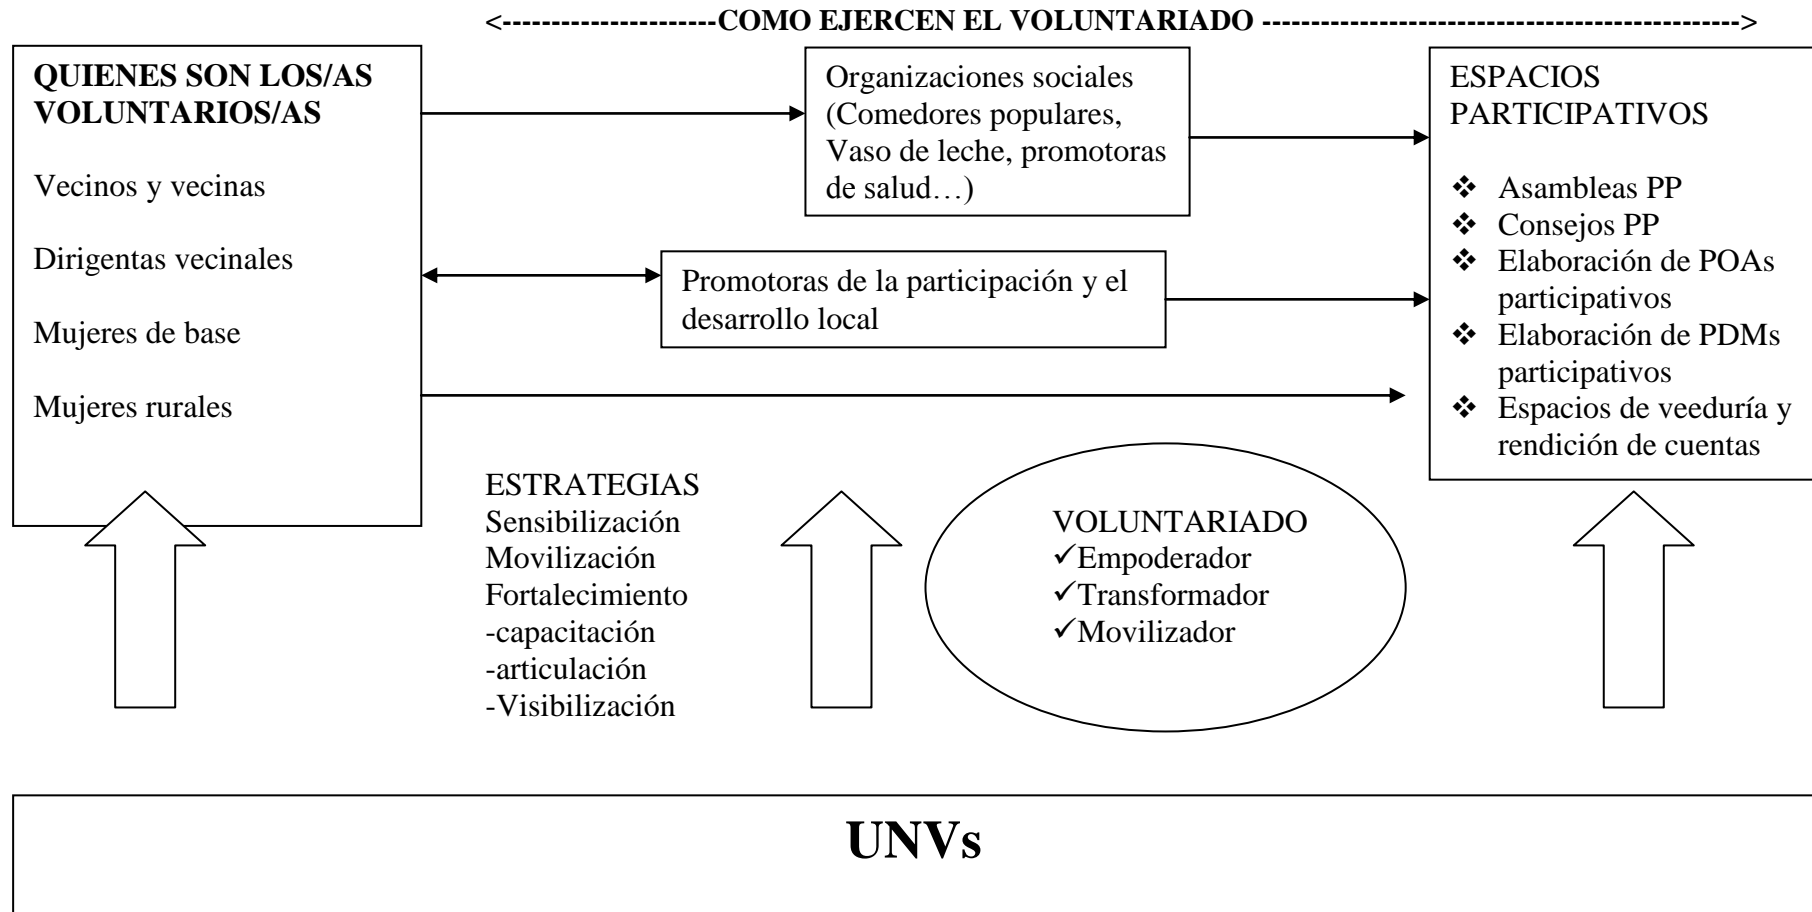 <----------------------COMO EJERCEN EL VOLUNTARIADO ------------------------------------------------>
QUIENES SON LOS/AS
VOLUNTARIOS/AS
Vecinos y vecinas
Dirigentas vecinales
Mujeres de base
Mujeres rurales
Organizaciones sociales
(Comedores populares,
Vaso de leche, promotoras
de salud…)
Promotoras de la participación y el
desarrollo local
ESPACIOS
PARTICIPATIVOS
❖ Asambleas PP
❖ Consejos PP
❖ Elaboración de POAs
participativos
❖ Elaboración de PDMs
participativos
❖ Espacios de veeduría y
rendición de cuentas
ESTRATEGIAS
Sensibilización
Movilización
Fortalecimiento
-capacitación
-articulación
-Visibilización
VOLUNTARIADO
✓Empoderador
✓Transformador
✓Movilizador
UNVs